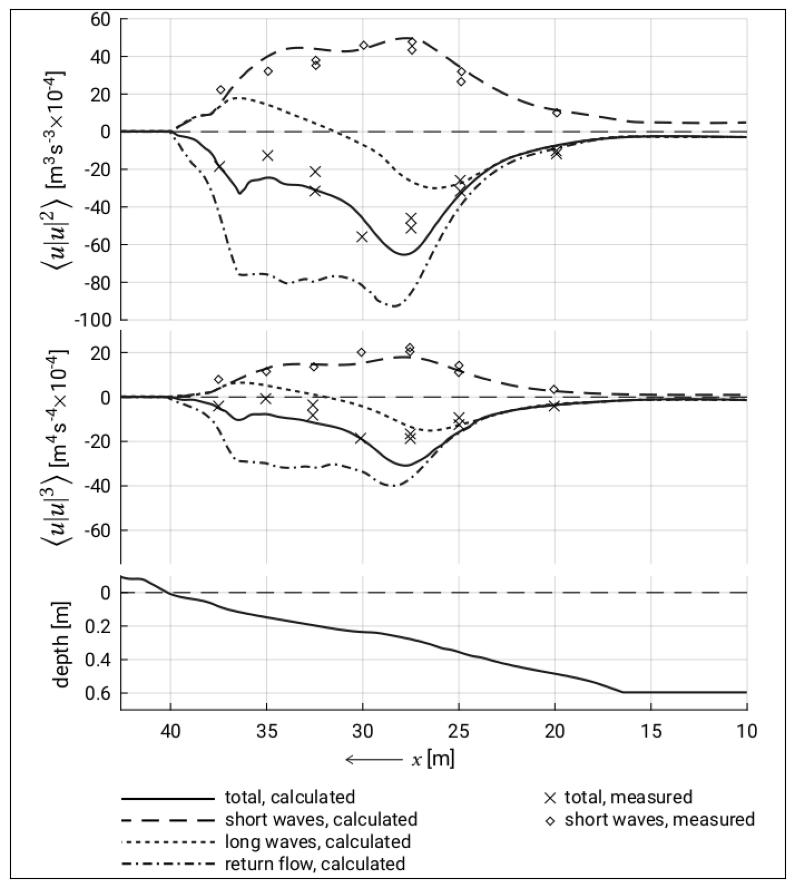 60
40
20
0
-20
-40
-60
-80
-100
⟨u|u|²⟩ [m³s⁻³×10⁻⁴]
20
0
-20
-40
-60
⟨u|u|³⟩ [m⁴s⁻⁴×10⁻⁴]
0
0.2
0.4
0.6
depth [m]
40 35 30 25 20 15 10
← x [m]
total, calculated
short waves, calculated
long waves, calculated
return flow, calculated
total, measured
short waves, measured